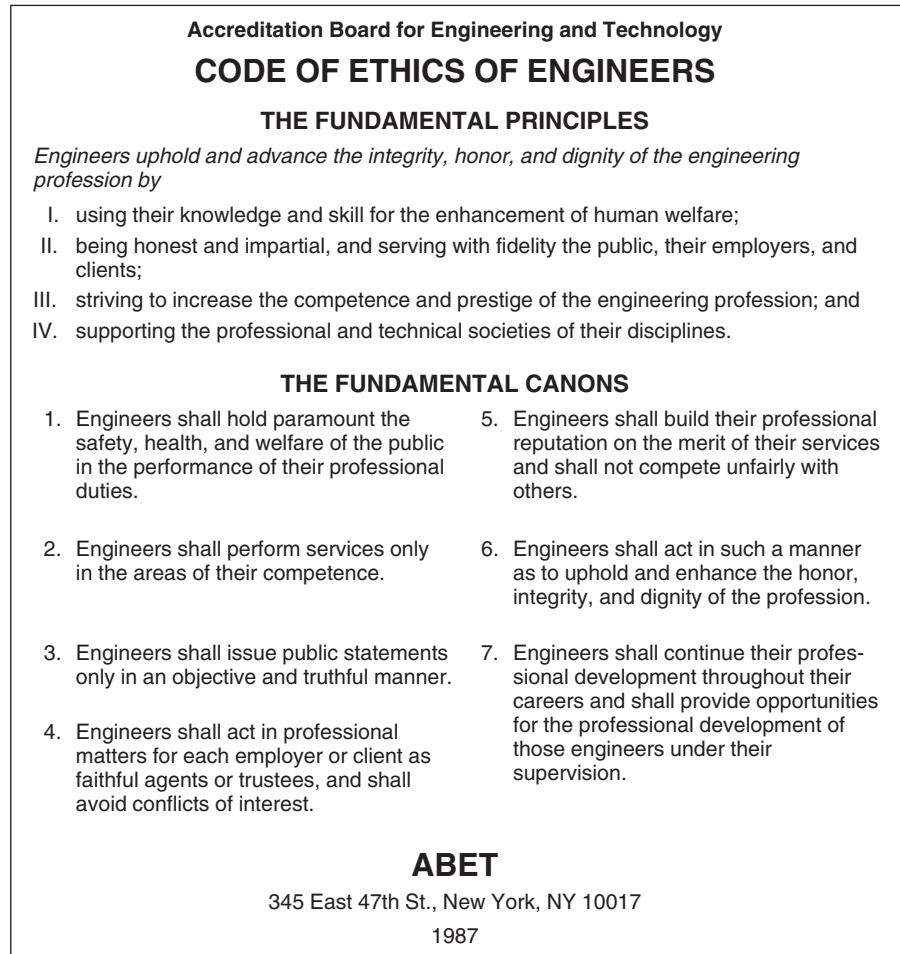 Accreditation Board for Engineering and Technology
CODE OF ETHICS OF ENGINEERS
THE FUNDAMENTAL PRINCIPLES
Engineers uphold and advance the integrity, honor, and dignity of the engineering
profession by
I. using their knowledge and skill for the enhancement of human welfare;
II. being honest and impartial, and serving with fidelity the public, their employers, and
clients;
III. striving to increase the competence and prestige of the engineering profession; and
IV. supporting the professional and technical societies of their disciplines.
THE FUNDAMENTAL CANONS
1. Engineers shall hold paramount the
safety, health, and welfare of the public
in the performance of their professional
duties.
2. Engineers shall perform services only
in the areas of their competence.
3. Engineers shall issue public statements
only in an objective and truthful manner.
4. Engineers shall act in professional
matters for each employer or client as
faithful agents or trustees, and shall
avoid conflicts of interest.
5. Engineers shall build their professional
reputation on the merit of their services
and shall not compete unfairly with
others.
6. Engineers shall act in such a manner
as to uphold and enhance the honor,
integrity, and dignity of the profession.
7. Engineers shall continue their profes-
sional development throughout their
careers and shall provide opportunities
for the professional development of
those engineers under their
supervision.
ABET
345 East 47th St., New York, NY 10017
1987